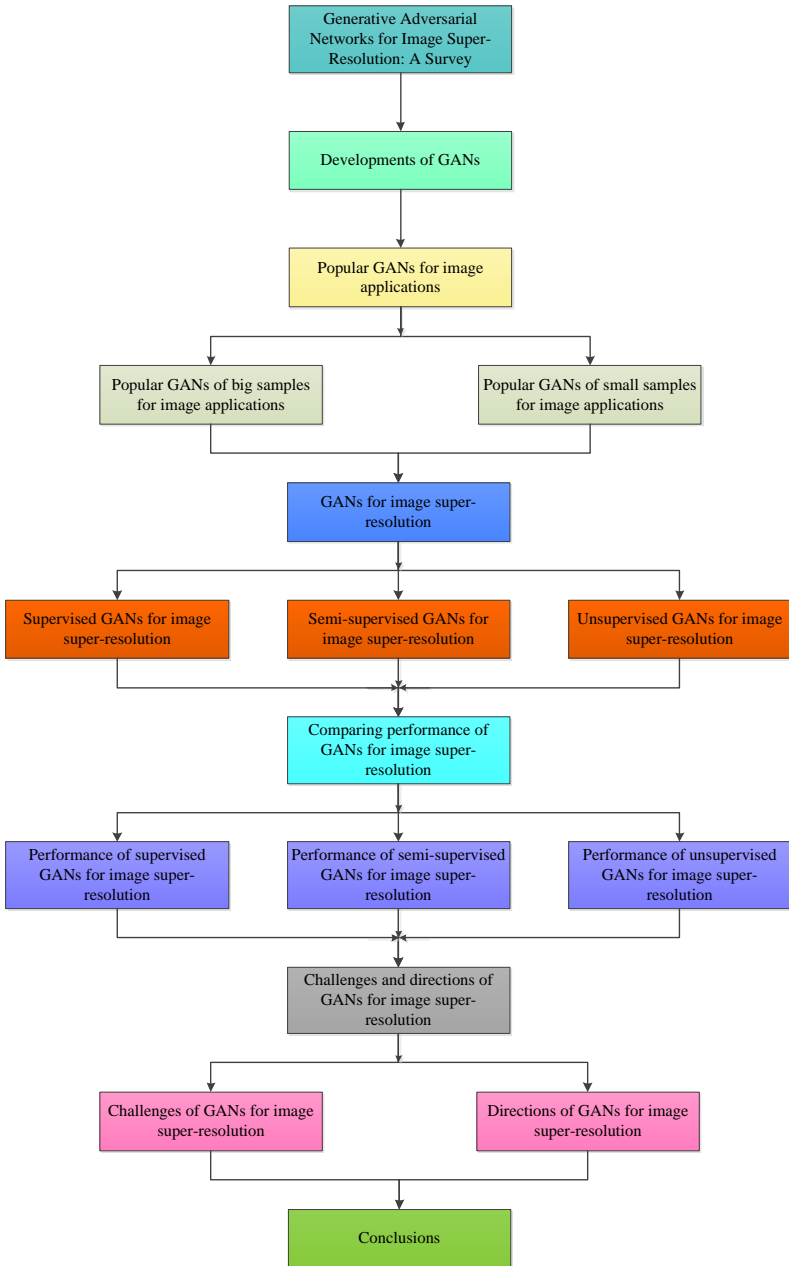 Generative Adversarial
Networks for Image Super-
Resolution: A Survey
Developments of GANs
Popular GANs for image
applications
Popular GANs of big samples
for image applications
Popular GANs of small samples
for image applications
GANs for image super-
resolution
Supervised GANs for image
super-resolution
Semi-supervised GANs for
image super-resolution
Unsupervised GANs for image
super-resolution
Comparing performance of
GANs for image super-
resolution
Performance of supervised
GANs for image super-
resolution
Performance of semi-supervised
GANs for image super-
resolution
Performance of unsupervised
GANs for image super-
resolution
Challenges and directions of
GANs for image super-
resolution
Challenges of GANs for image
super-resolution
Directions of GANs for image
super-resolution
Conclusions